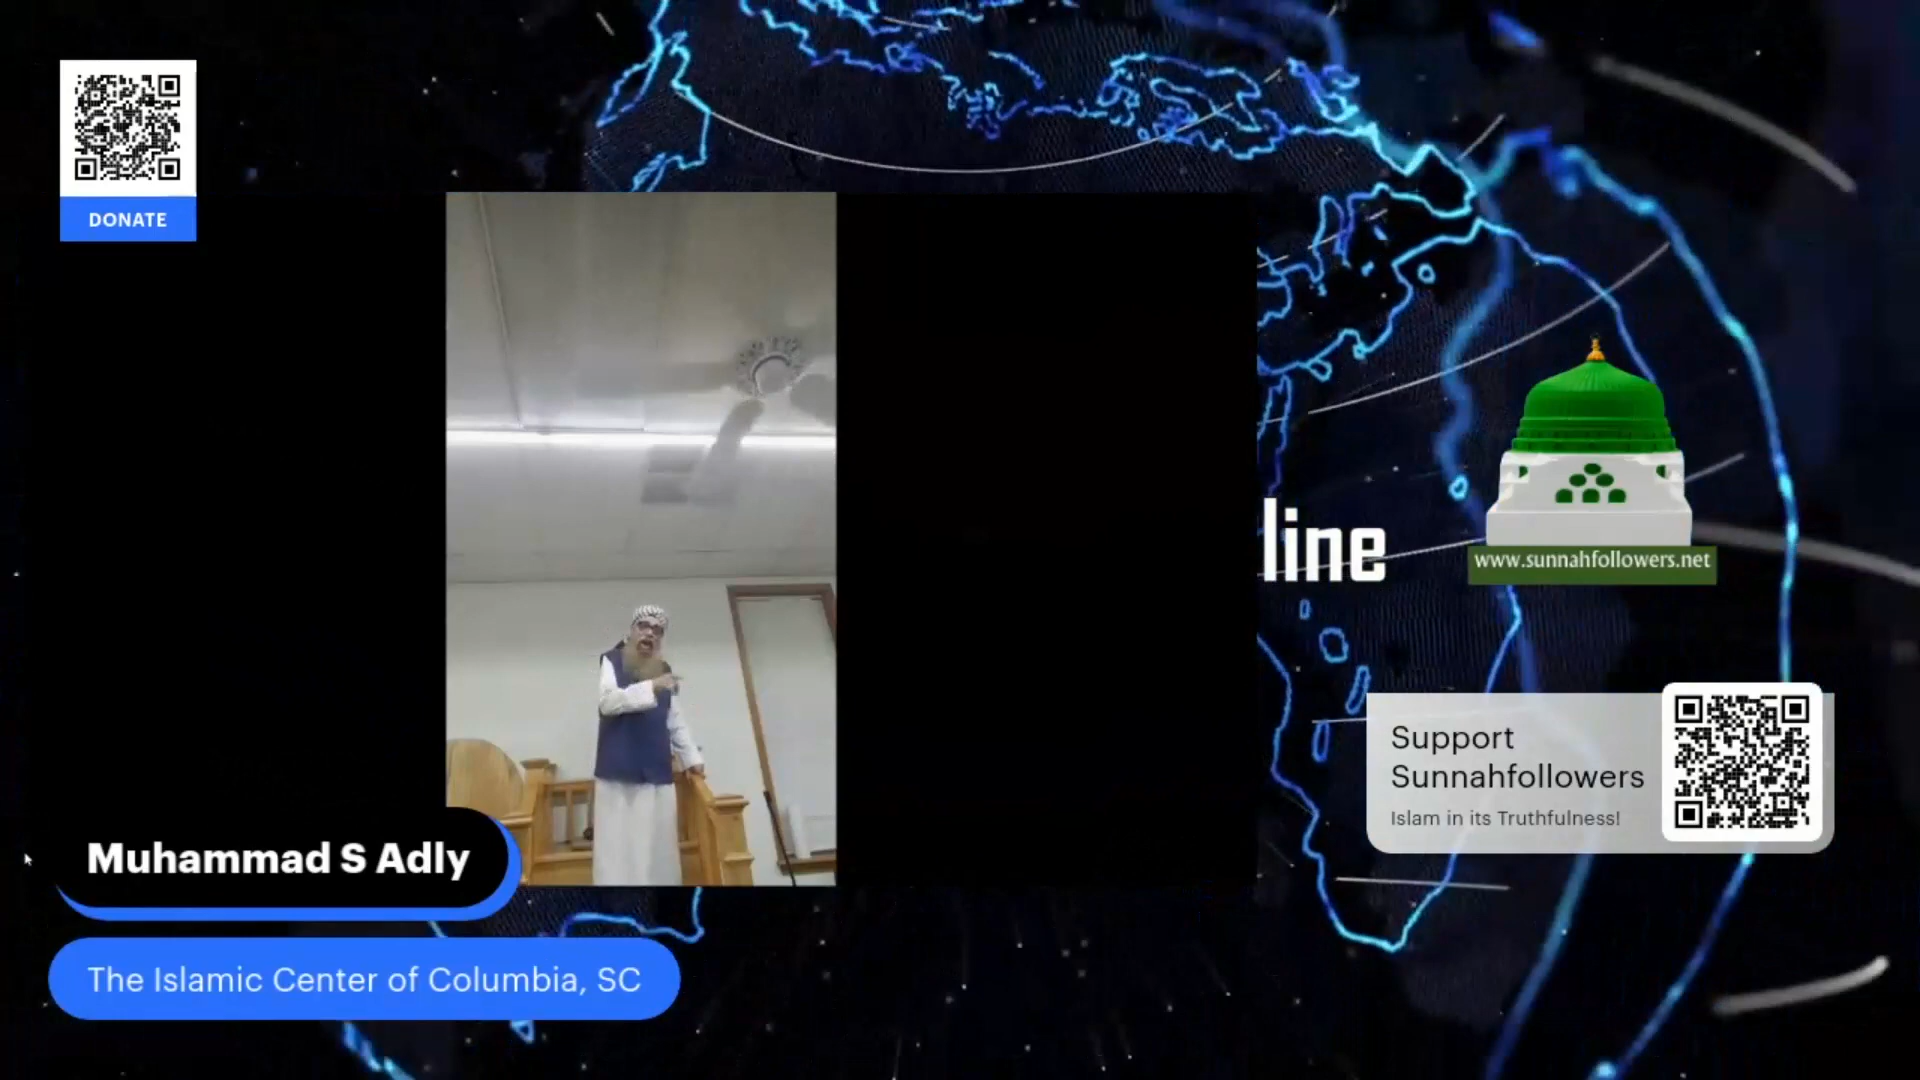 DONATE
line
www.sunnahfollowers.net
Support
Sunnahfollowers
Islam in its Truthfulness!
Muhammad S Adly
The Islamic Center of Columbia, SC